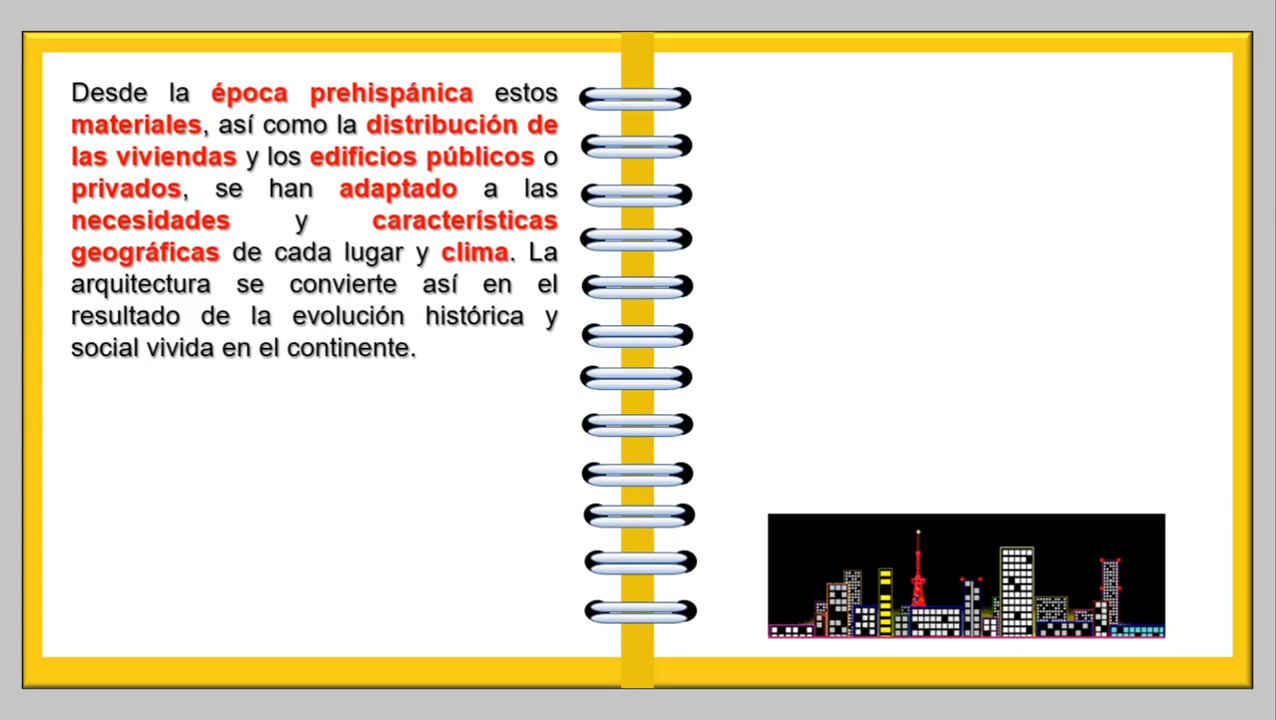 Desde la época prehispánica estos
materiales, así como la distribución de
las viviendas y los edificios públicos o
privados, se han adaptado a las
necesidades y características
geográficas de cada lugar y clima. La
arquitectura se convierte así en el
resultado de la evolución histórica y
social vivida en el continente.